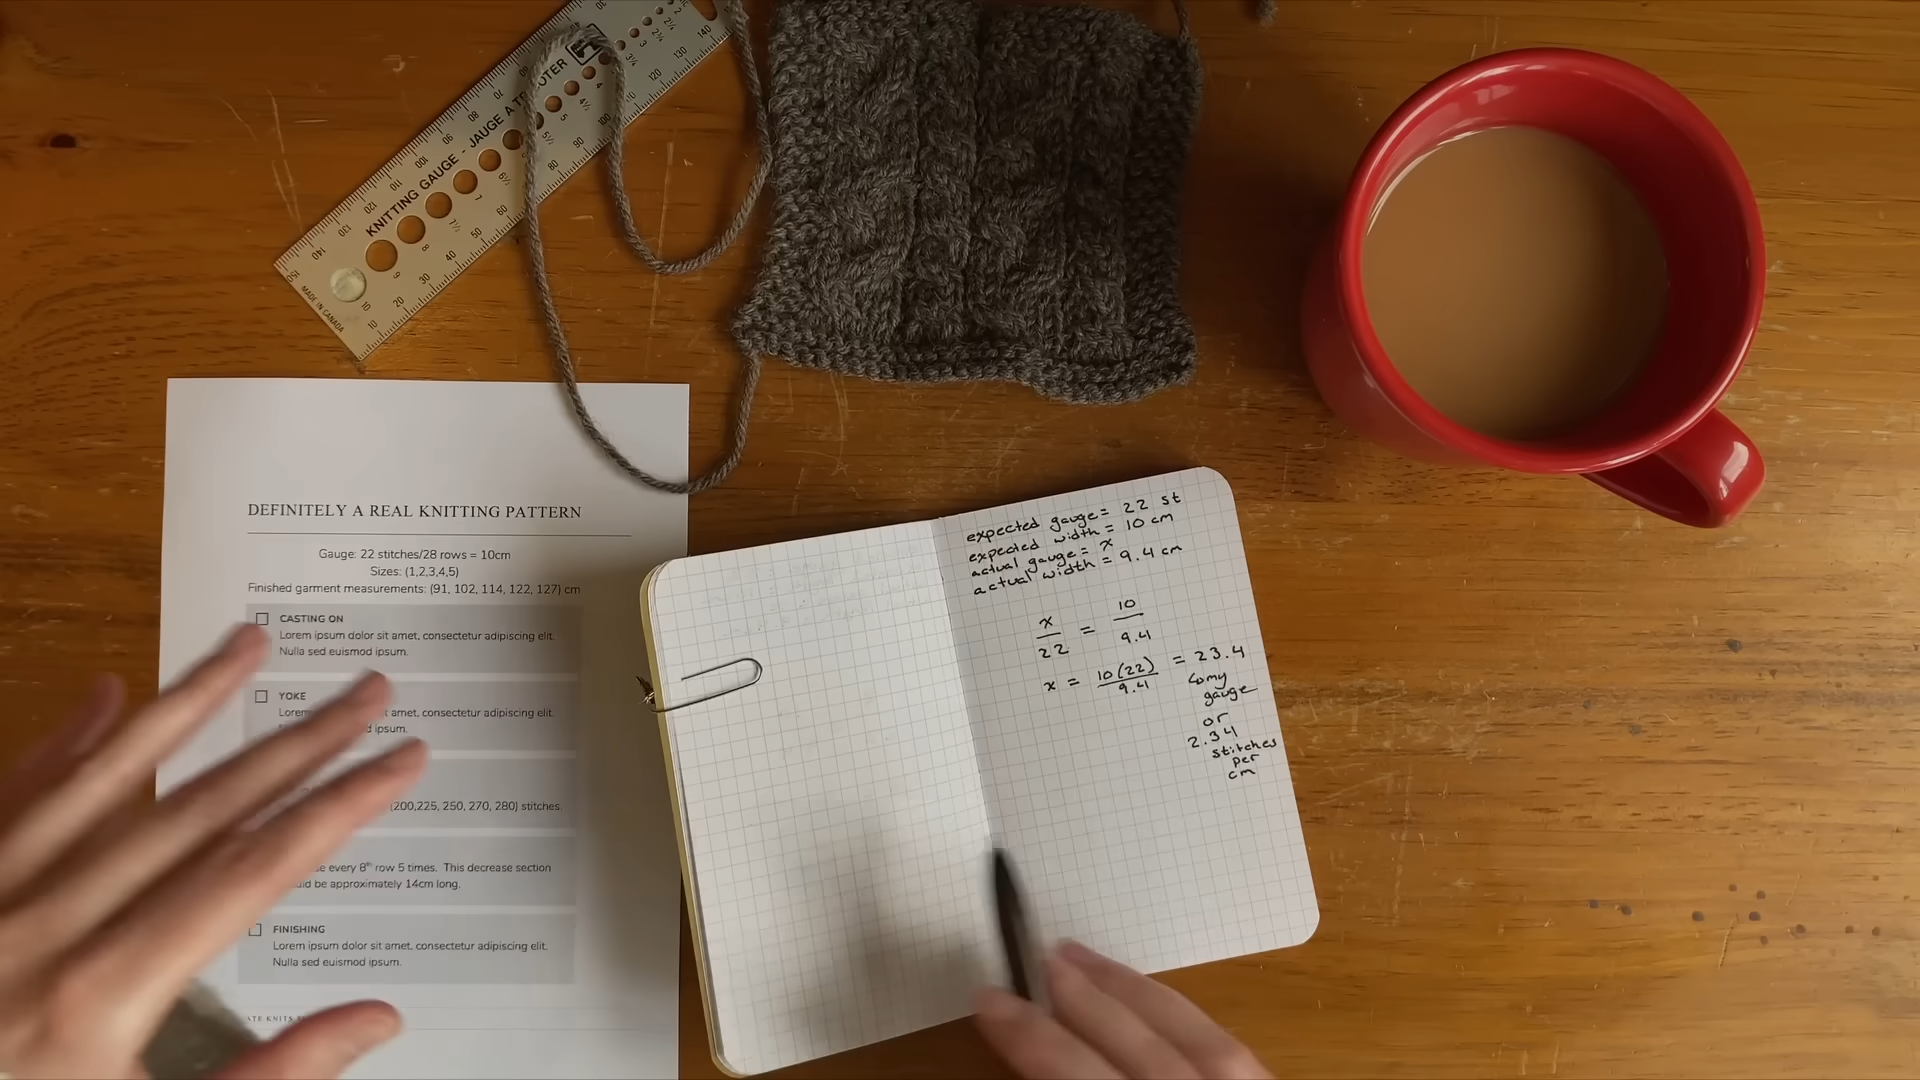 KNITTING GAUGE - JAUGE A
MADE IN CANADA
DEFINITELY A REAL KNITTING PATTERN
Gauge: 22 stitches/28 rows = 10cm
Sizes: (1,2,3,4,5)
Finished garment measurements: (91, 102, 114, 122, 127) cm
CASTING ON
Lorem ipsum dolor sit amet, consectetur adipiscing elit.
Nulla sed euismod ipsum.
YOKE
amet, consectetur adipiscing elit.
ipsum.
(200,225, 250, 270, 280) stitches.
every 8th row 5 times. This decrease section
be approximately 14cm long.
FINISHING
Lorem ipsum dolor sit amet, consectetur adipiscing elit.
Nulla sed euismod ipsum.
KNITS
expected gauge = 22 st
expected width = 10 cm
actual gauge = x
actual width = 9.4 cm
x/22 = 10/9.4
x = 10(22)/9.4 = 23.4
↳ my
gauge
or
2.34
stitches
per
cm